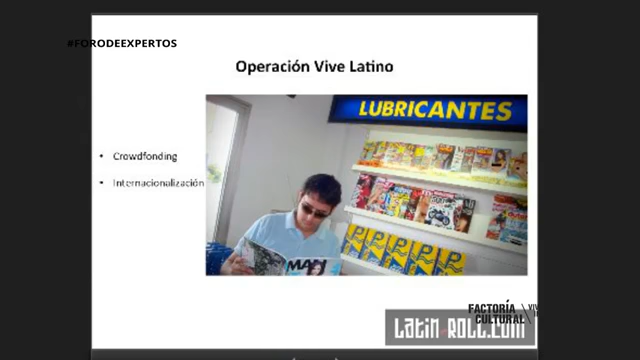 #FORODEEXPERTOS
Operación Vive Latino
LUBRICANTES
• Crowdfonding
• Internacionalización
MAN
FACTORÍA
CULTURAL
LATIN-ROLL.COM